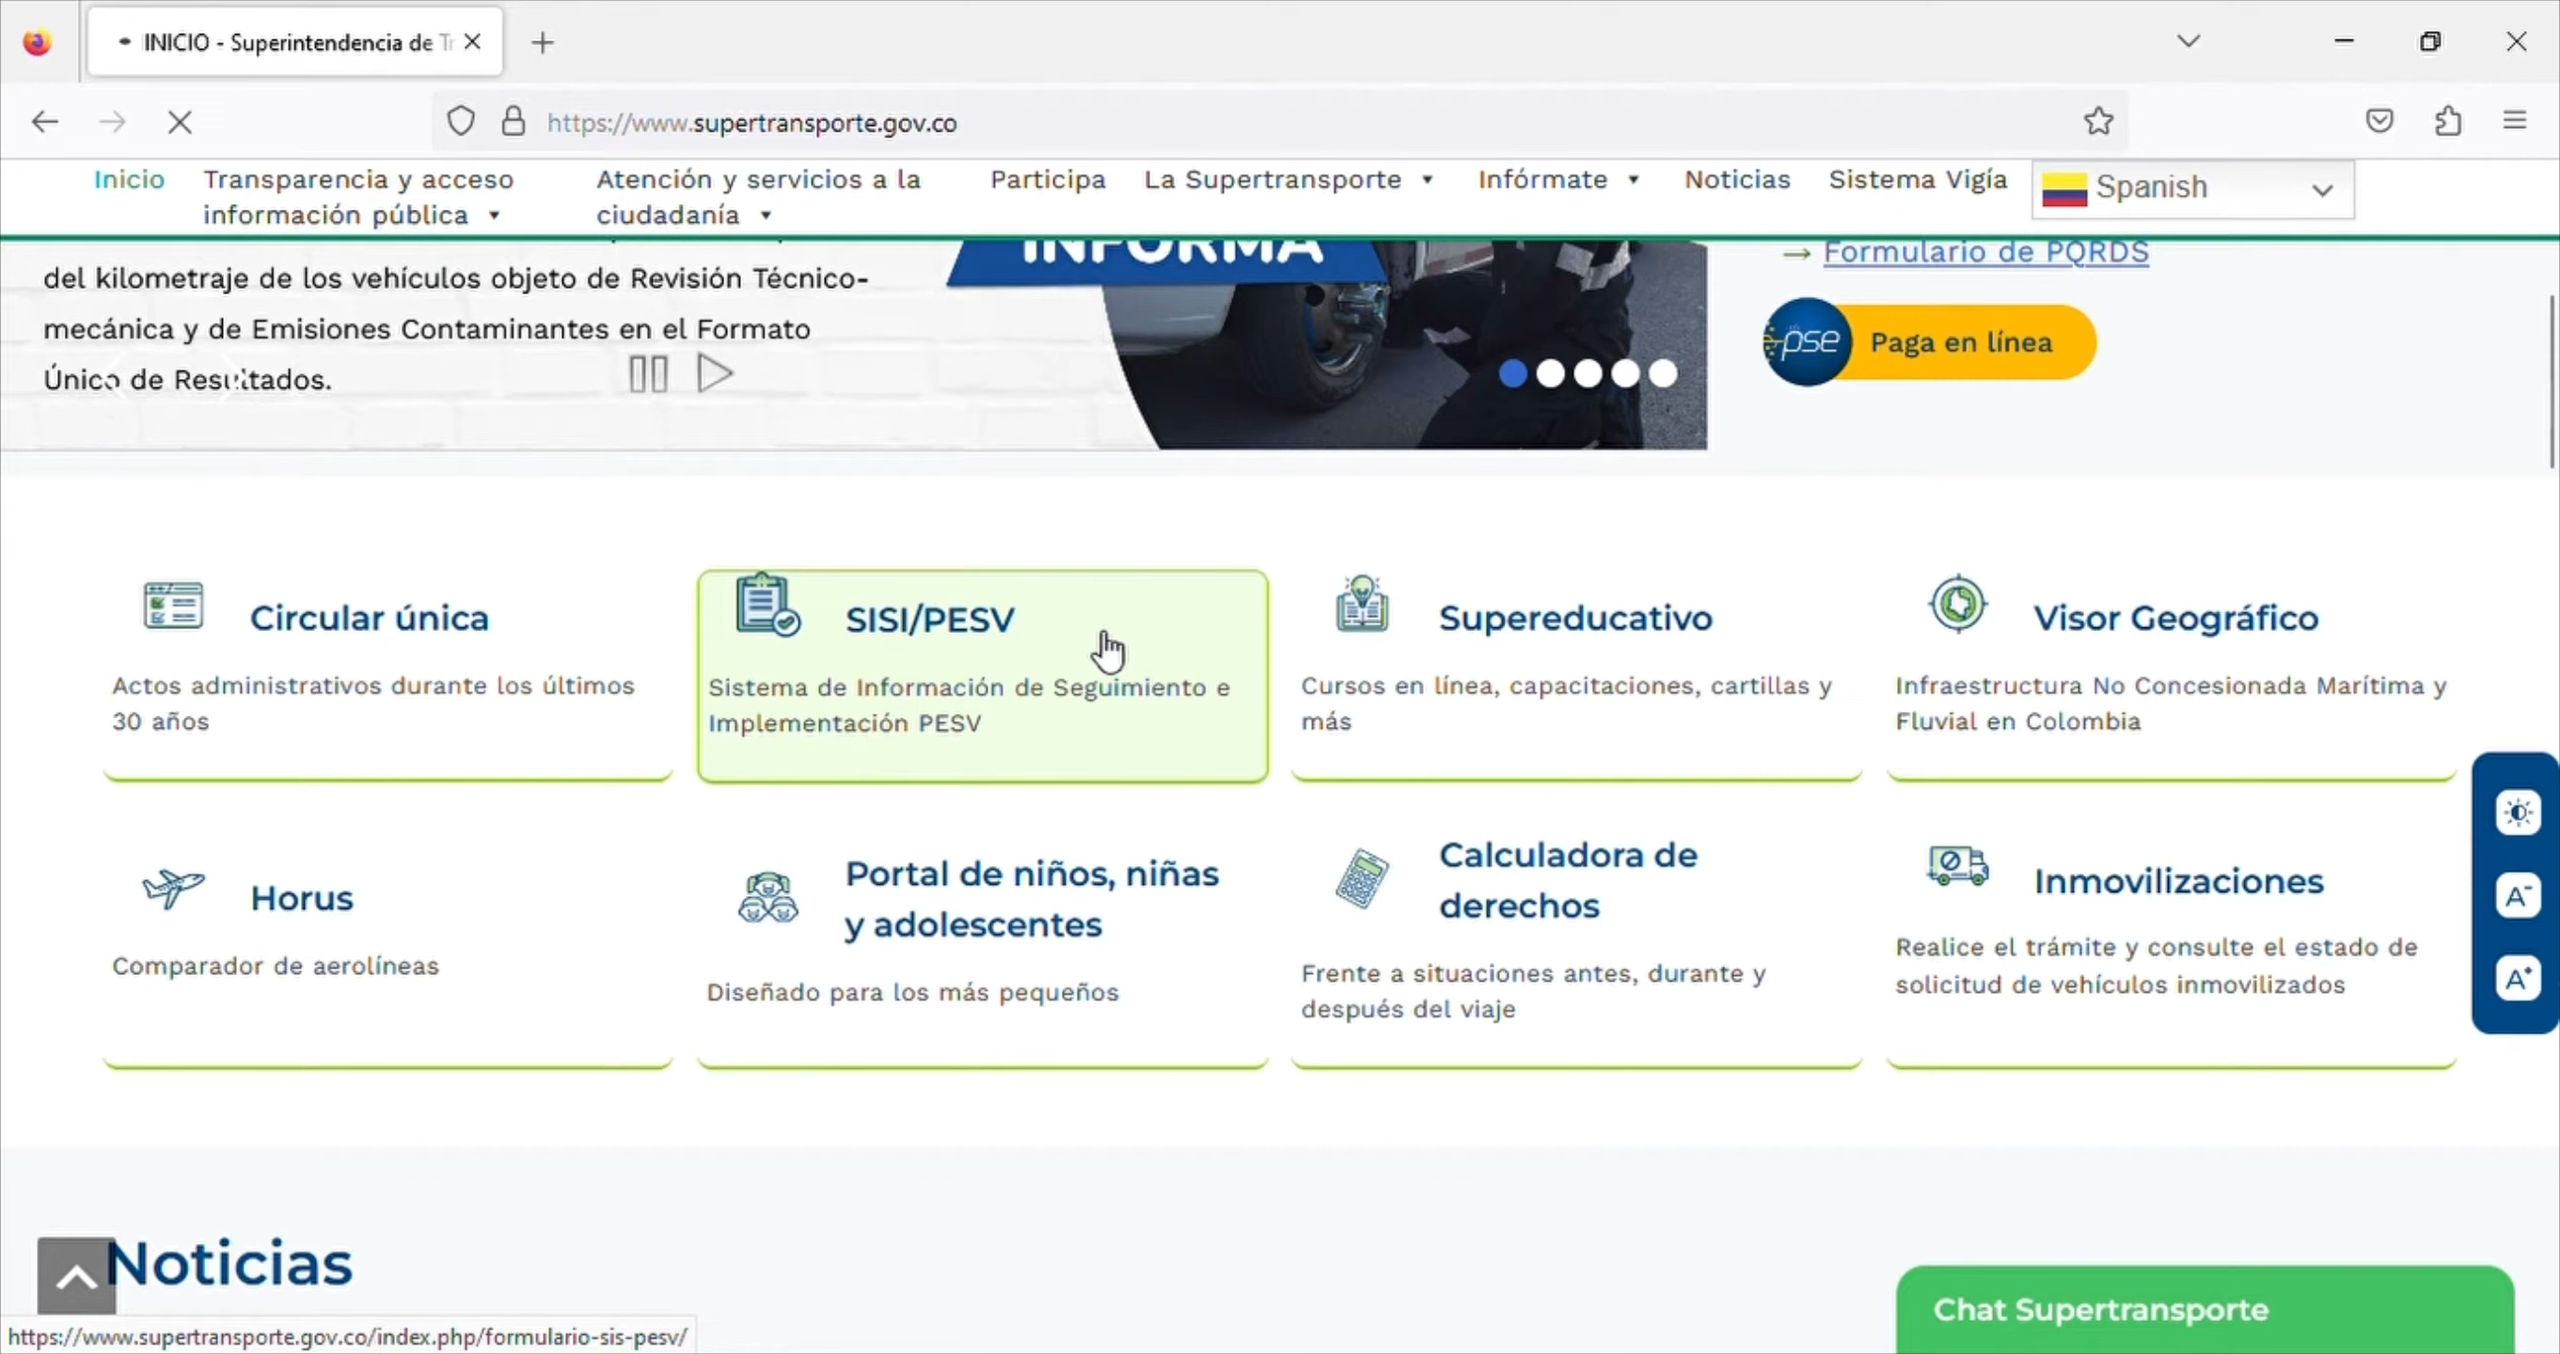 INICIO - Superintendencia de Tr
https://www.supertransporte.gov.co
Inicio
Transparencia y acceso
información pública
Atención y servicios a la
ciudadanía
Participa
La Supertransporte
Infórmate
Noticias
Sistema Vigía
Spanish
del kilometraje de los vehículos objeto de Revisión Técnico-
mecánica y de Emisiones Contaminantes en el Formato
Único de Resultados.
INFORMA
→ Formulario de PQRDS
pse
Paga en línea
Circular única
Actos administrativos durante los últimos
30 años
SISI/PESV
Sistema de Información de Seguimiento e
Implementación PESV
Supereducativo
Cursos en línea, capacitaciones, cartillas y
más
Visor Geográfico
Infraestructura No Concesionada Marítima y
Fluvial en Colombia
Horus
Comparador de aerolíneas
Portal de niños, niñas
y adolescentes
Diseñado para los más pequeños
Calculadora de
derechos
Frente a situaciones antes, durante y
después del viaje
Inmovilizaciones
Realice el trámite y consulte el estado de
solicitud de vehículos inmovilizados
A-
A+
Noticias
Chat Supertransporte
https://www.supertransporte.gov.co/index.php/formulario-sis-pesv/